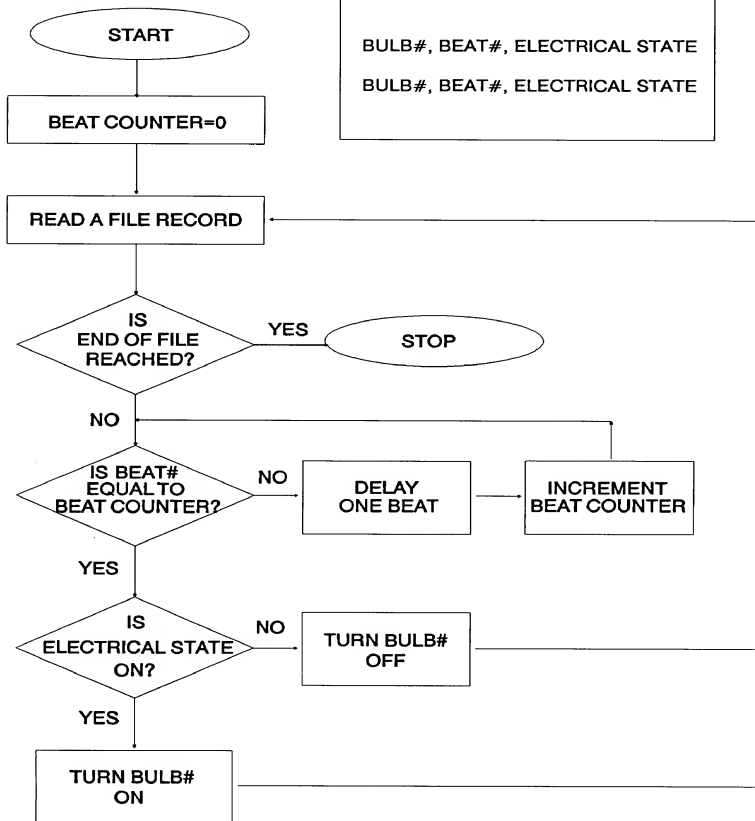 START
BULB#, BEAT#, ELECTRICAL STATE
BULB#, BEAT#, ELECTRICAL STATE
BEAT COUNTER=0
READ A FILE RECORD
IS
END OF FILE
REACHED?
YES
STOP
NO
IS BEAT#
EQUAL TO
BEAT COUNTER?
NO
DELAY
ONE BEAT
INCREMENT
BEAT COUNTER
YES
IS
ELECTRICAL STATE
ON?
NO
TURN BULB#
OFF
YES
TURN BULB#
ON